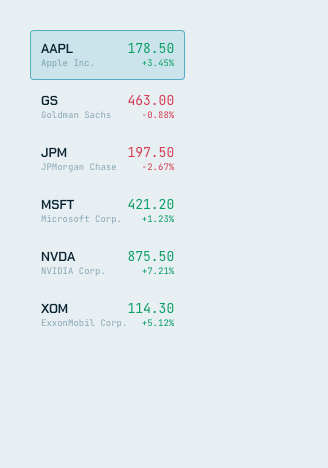 AAPL 178.50
Apple Inc. +3.45%
GS 463.00
Goldman Sachs -0.88%
JPM 197.50
JPMorgan Chase -2.67%
MSFT 421.20
Microsoft Corp. +1.23%
NVDA 875.50
NVIDIA Corp. +7.21%
XOM 114.30
ExxonMobil Corp. +5.12%